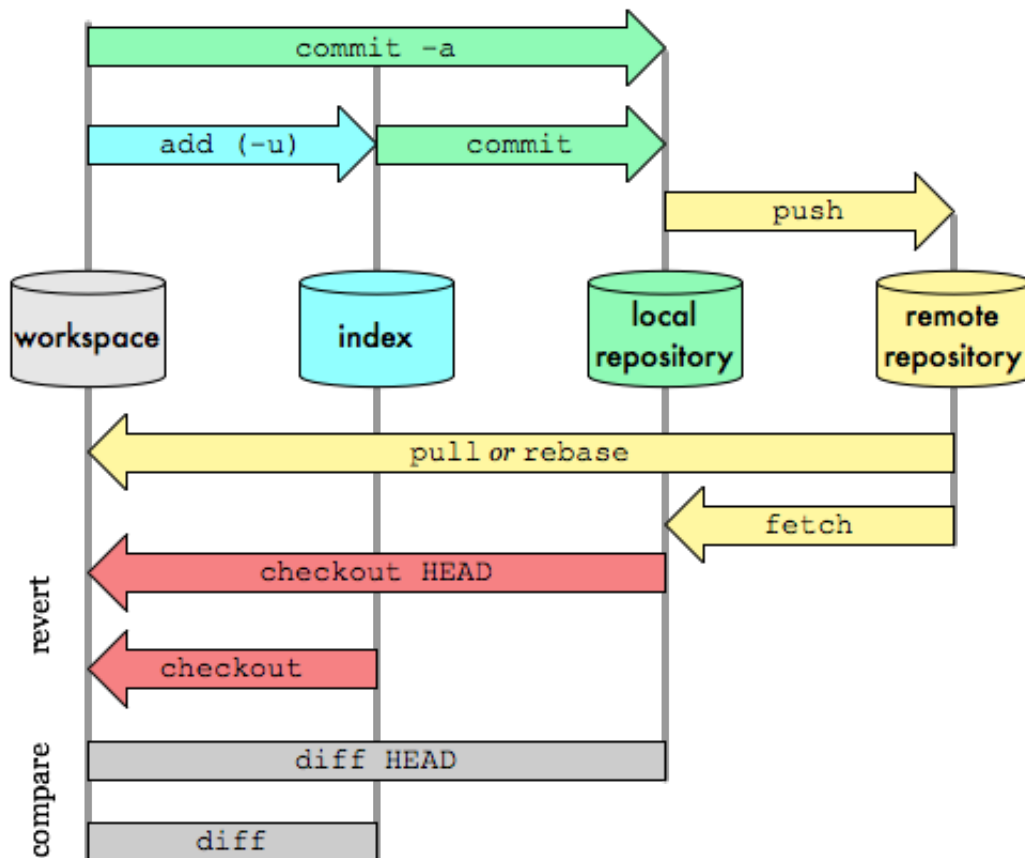 commit -a
add (-u)
commit
push
workspace
index
local
repository
remote
repository
pull or rebase
fetch
checkout HEAD
revert
checkout
diff HEAD
compare
diff